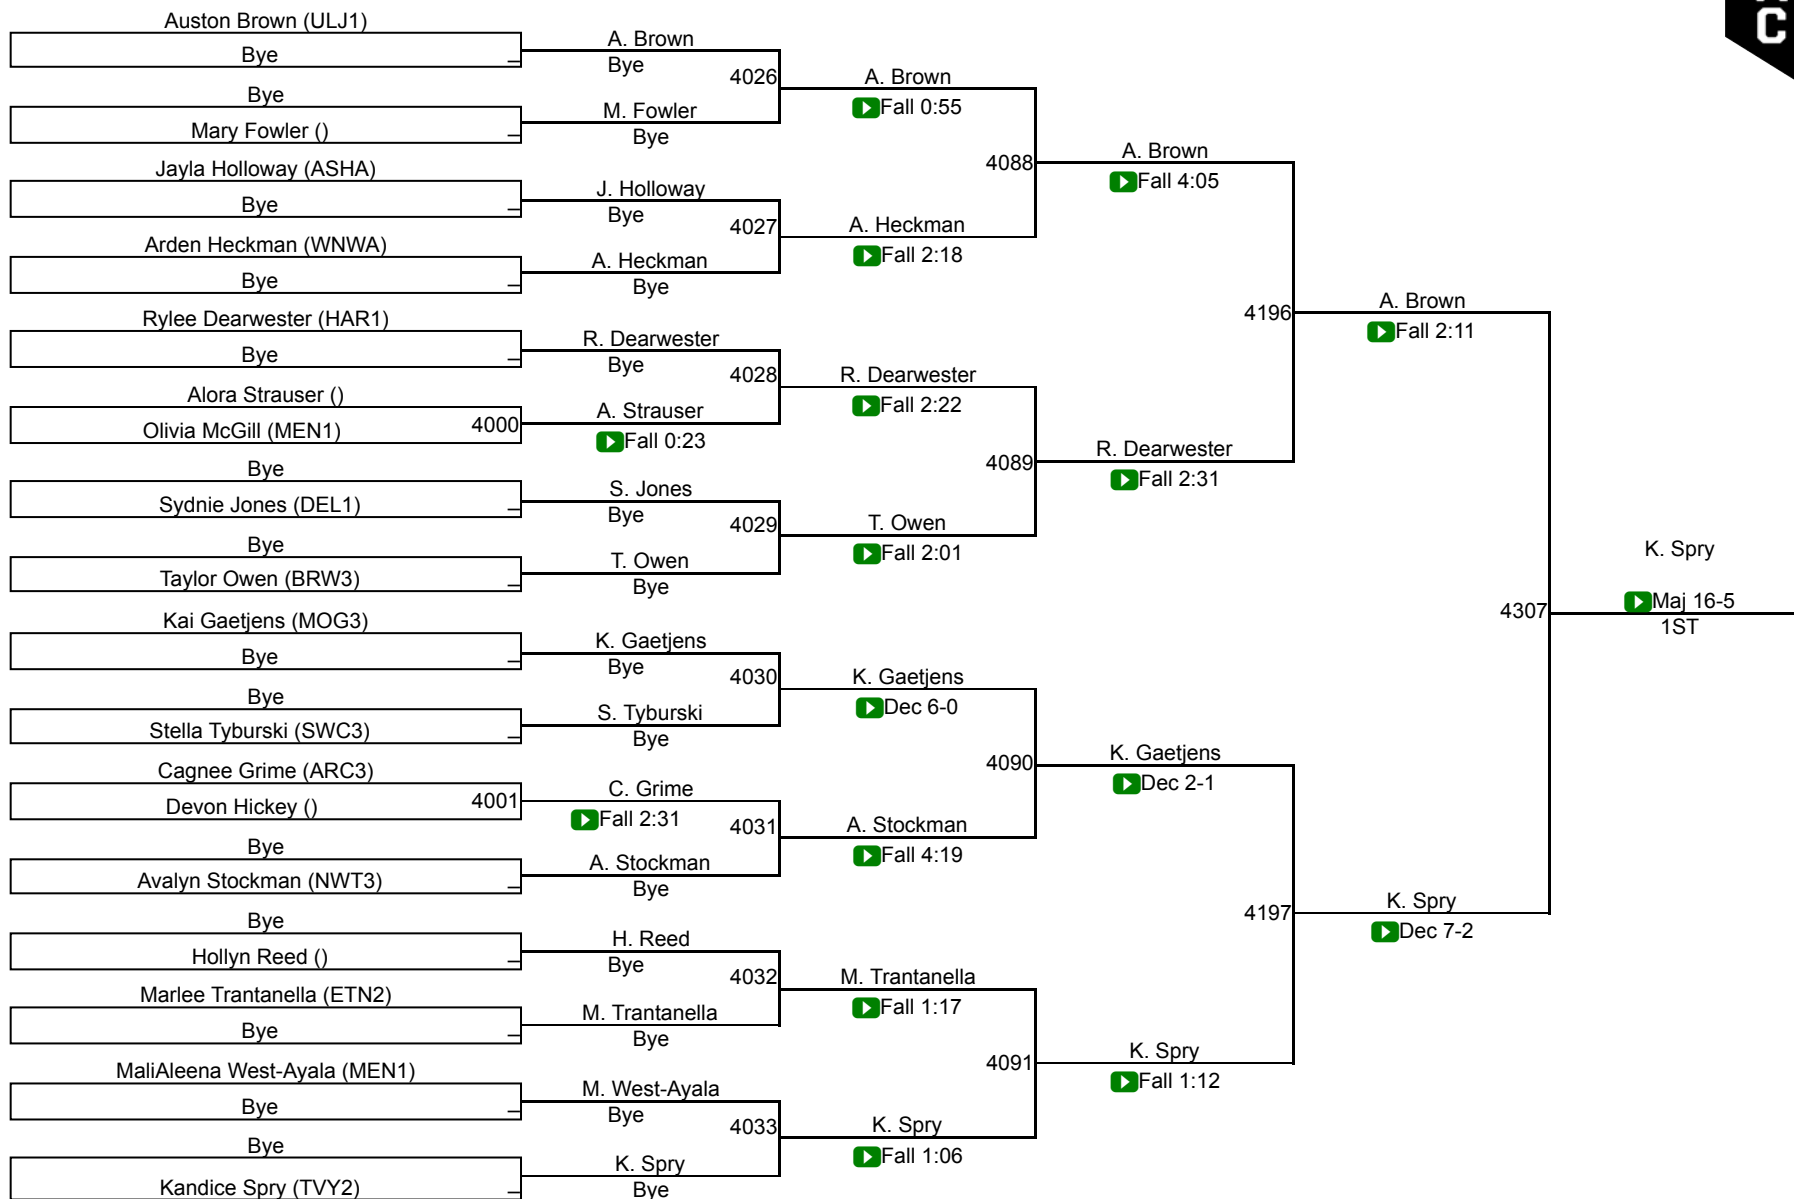 Auston Brown (ULJ1)
Bye
Bye
Mary Fowler ()
Jayla Holloway (ASHA)
Bye
Arden Heckman (WNWA)
Bye
Rylee Dearwester (HAR1)
Bye
Alora Strauser ()
Olivia McGill (MEN1) 4000
Bye
Sydnie Jones (DEL1)
Bye
Taylor Owen (BRW3)
Kai Gaetjens (MOG3)
Bye
Bye
Stella Tyburski (SWC3)
Cagnee Grime (ARC3)
Devon Hickey () 4001
Bye
Avalyn Stockman (NWT3)
Bye
Hollyn Reed ()
Marlee Trantanella (ETN2)
Bye
MaliAleena West-Ayala (MEN1)
Bye
Bye
Kandice Spry (TVY2)
A. Brown
Bye
4026
M. Fowler
Bye
J. Holloway
Bye
4027
A. Heckman
Bye
R. Dearwester
Bye
4028
A. Strauser
Fall 0:23
S. Jones
Bye
4029
T. Owen
Bye
K. Gaetjens
Bye
4030
S. Tyburski
Bye
C. Grime
Fall 2:31
4031
A. Stockman
Bye
H. Reed
Bye
4032
M. Trantanella
Bye
M. West-Ayala
Bye
4033
K. Spry
Bye
A. Brown
Fall 0:55
4088
A. Heckman
Fall 2:18
R. Dearwester
Fall 2:22
4089
T. Owen
Fall 2:01
K. Gaetjens
Dec 6-0
4090
A. Stockman
Fall 4:19
M. Trantanella
Fall 1:17
4091
K. Spry
Fall 1:06
A. Brown
Fall 4:05
4196
R. Dearwester
Fall 2:31
K. Gaetjens
Dec 2-1
4197
K. Spry
Fall 1:12
A. Brown
Fall 2:11
4307
K. Spry
Dec 7-2
K. Spry
Maj 16-5
1ST
C